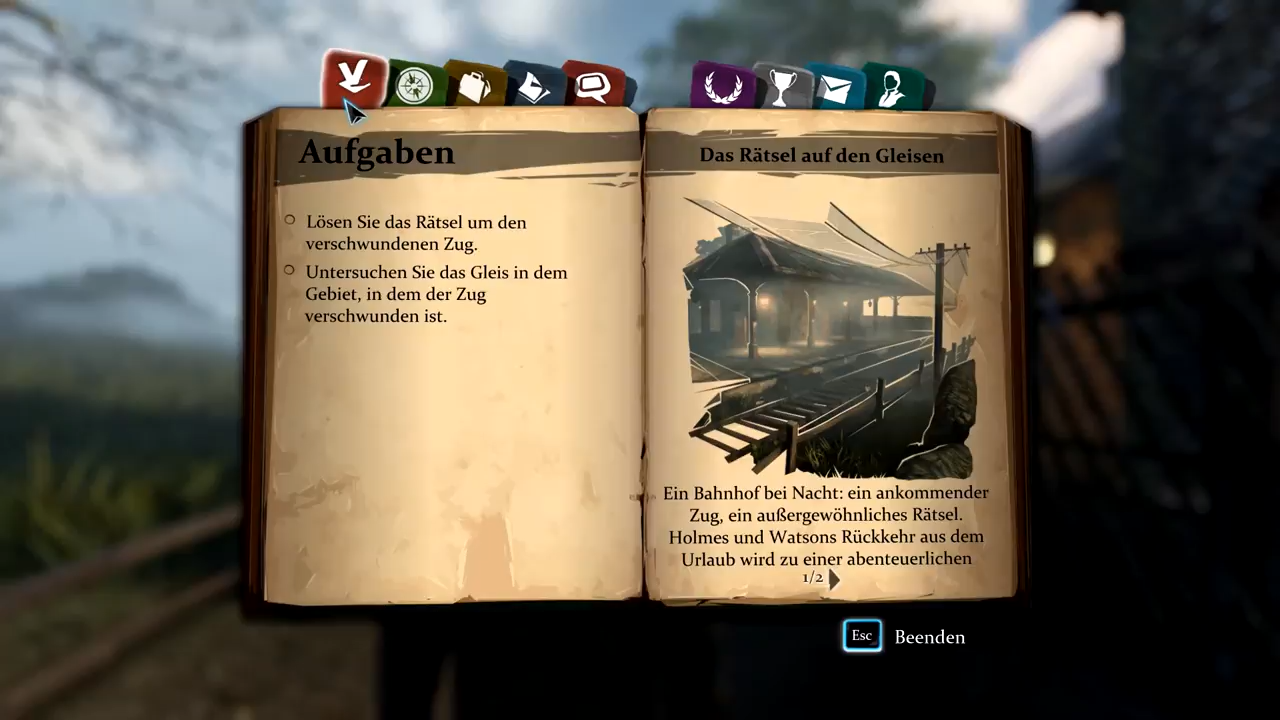 Aufgaben
Lösen Sie das Rätsel um den
verschwundenen Zug.
Untersuchen Sie das Gleis in dem
Gebiet, in dem der Zug
verschwunden ist.
Das Rätsel auf den Gleisen
Ein Bahnhof bei Nacht: ein ankommender
Zug, ein außergewöhnliches Rätsel.
Holmes und Watsons Rückkehr aus dem
Urlaub wird zu einer abenteuerlichen
1/2
Esc Beenden